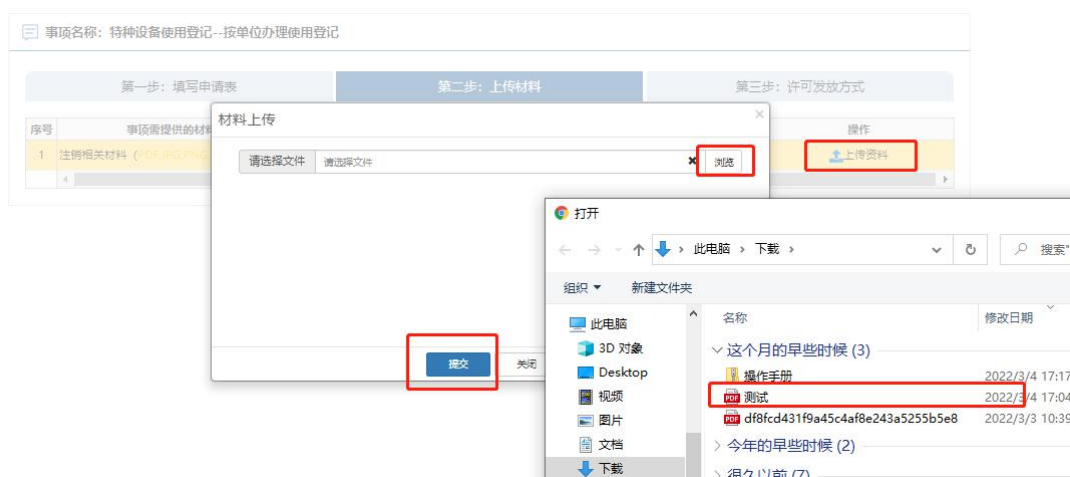 事项名称：特种设备使用登记--按单位办理使用登记
第一步：填写申请表
第二步：上传材料
第三步：许可发放方式
材料上传
序号
事项需提供的材料
操作
1
注销相关材料（PDF,JPG,PNG
上传资料
请选择文件
请选择文件
浏览
提交
关闭
打开
此电脑 › 下载 ›
搜索"
组织
新建文件夹
名称
修改日期
此电脑
3D 对象
Desktop
视频
图片
文档
下载
这个月的早些时候 (3)
操作手册 2022/3/4 17:17
测试 2022/3/4 17:04
df8fcd431f9a45c4af8e243a5255b5e8 2022/3/3 10:39
今年的早些时候 (2)
很久以前 (7)